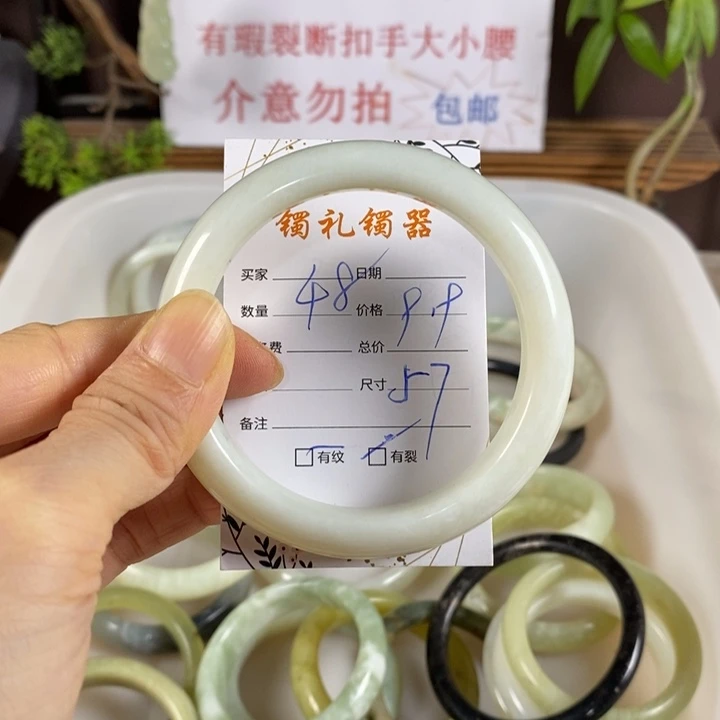 有瑕裂断扣手大小腰
介意勿拍 包邮
镯礼镯器
买家 48 日期
数量 价格 9.9
费 总价
尺寸 57
备注
有纹 有裂